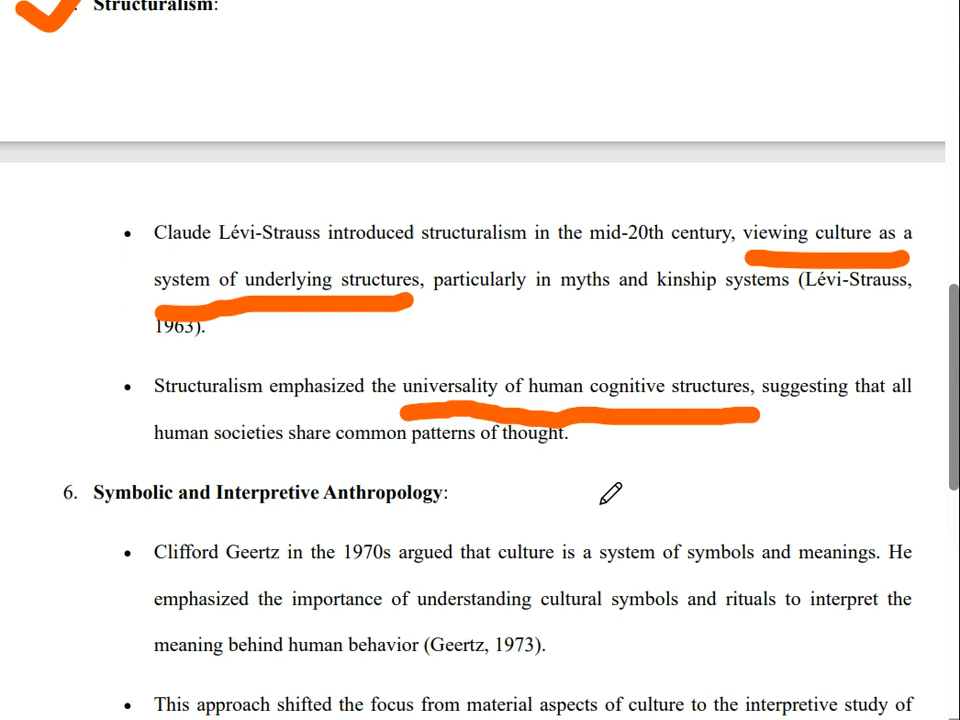 Structuralism:
• Claude Lévi-Strauss introduced structuralism in the mid-20th century, viewing culture as a
system of underlying structures, particularly in myths and kinship systems (Lévi-Strauss,
1963).
• Structuralism emphasized the universality of human cognitive structures, suggesting that all
human societies share common patterns of thought.
6. Symbolic and Interpretive Anthropology:
• Clifford Geertz in the 1970s argued that culture is a system of symbols and meanings. He
emphasized the importance of understanding cultural symbols and rituals to interpret the
meaning behind human behavior (Geertz, 1973).
• This approach shifted the focus from material aspects of culture to the interpretive study of